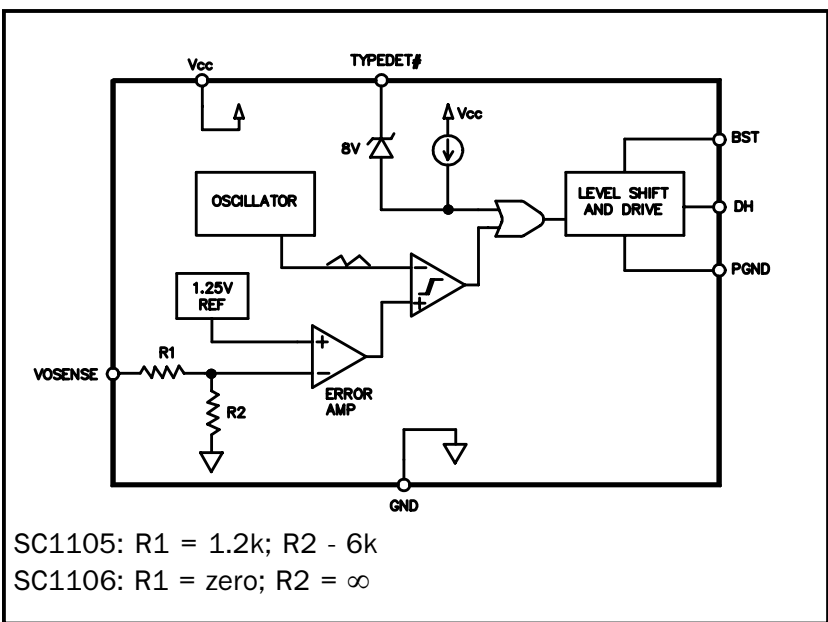 Vcc
TYPEDET#
Vcc
8V
BST
OSCILLATOR
LEVEL SHIFT
AND DRIVE
DH
PGND
−
+
1.25V
REF
R1
+
−
VOSENSE
R2
ERROR
AMP
GND
SC1105: R1 = 1.2k; R2 - 6k
SC1106: R1 = zero; R2 = ∞